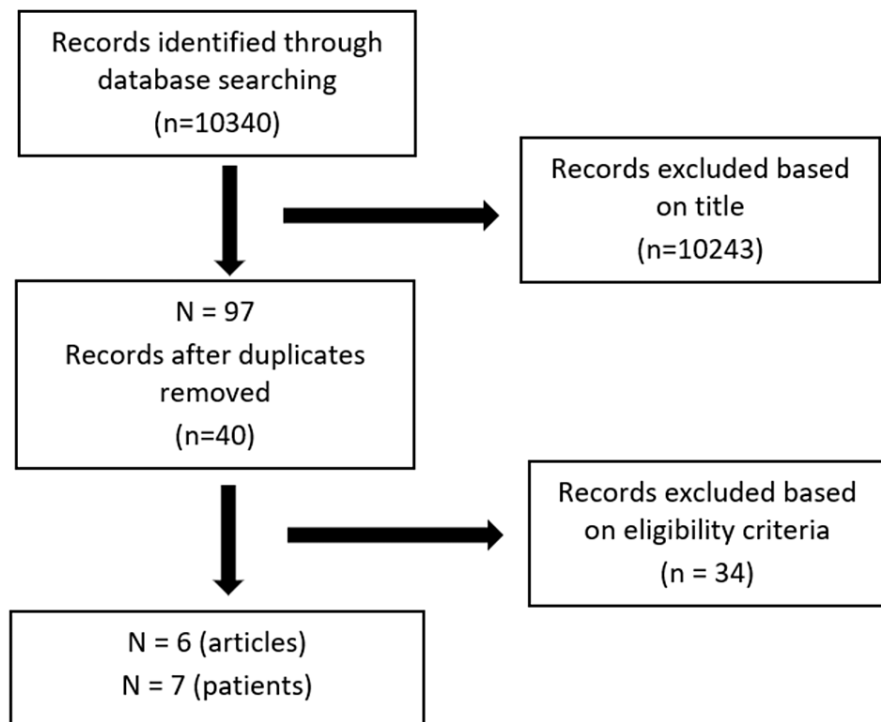 Records identified through
database searching
(n=10340)
Records excluded based
on title
(n=10243)
N = 97
Records after duplicates
removed
(n=40)
Records excluded based
on eligibility criteria
(n = 34)
N = 6 (articles)
N = 7 (patients)